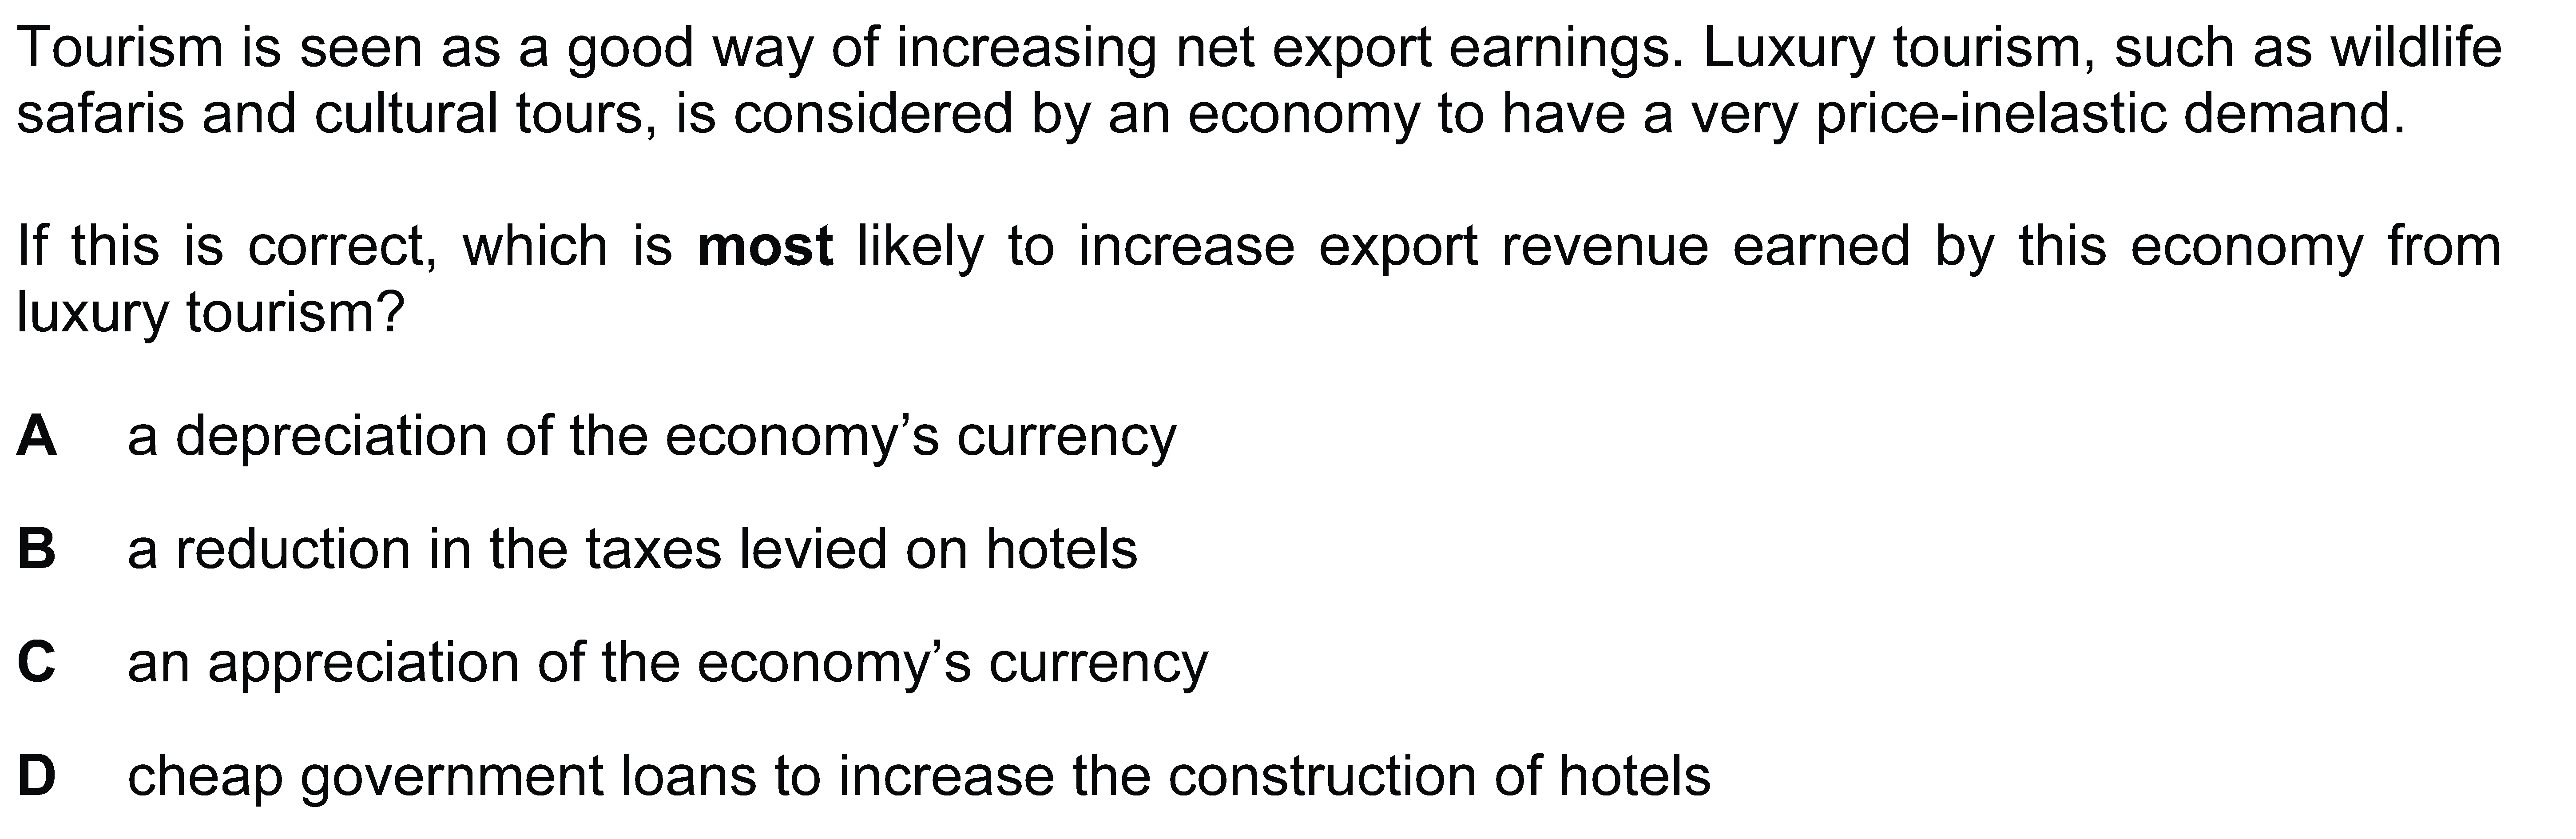 Tourism is seen as a good way of increasing net export earnings. Luxury tourism, such as wildlife
safaris and cultural tours, is considered by an economy to have a very price-inelastic demand.
If this is correct, which is most likely to increase export revenue earned by this economy from
luxury tourism?
A a depreciation of the economy’s currency
B a reduction in the taxes levied on hotels
C an appreciation of the economy’s currency
D cheap government loans to increase the construction of hotels